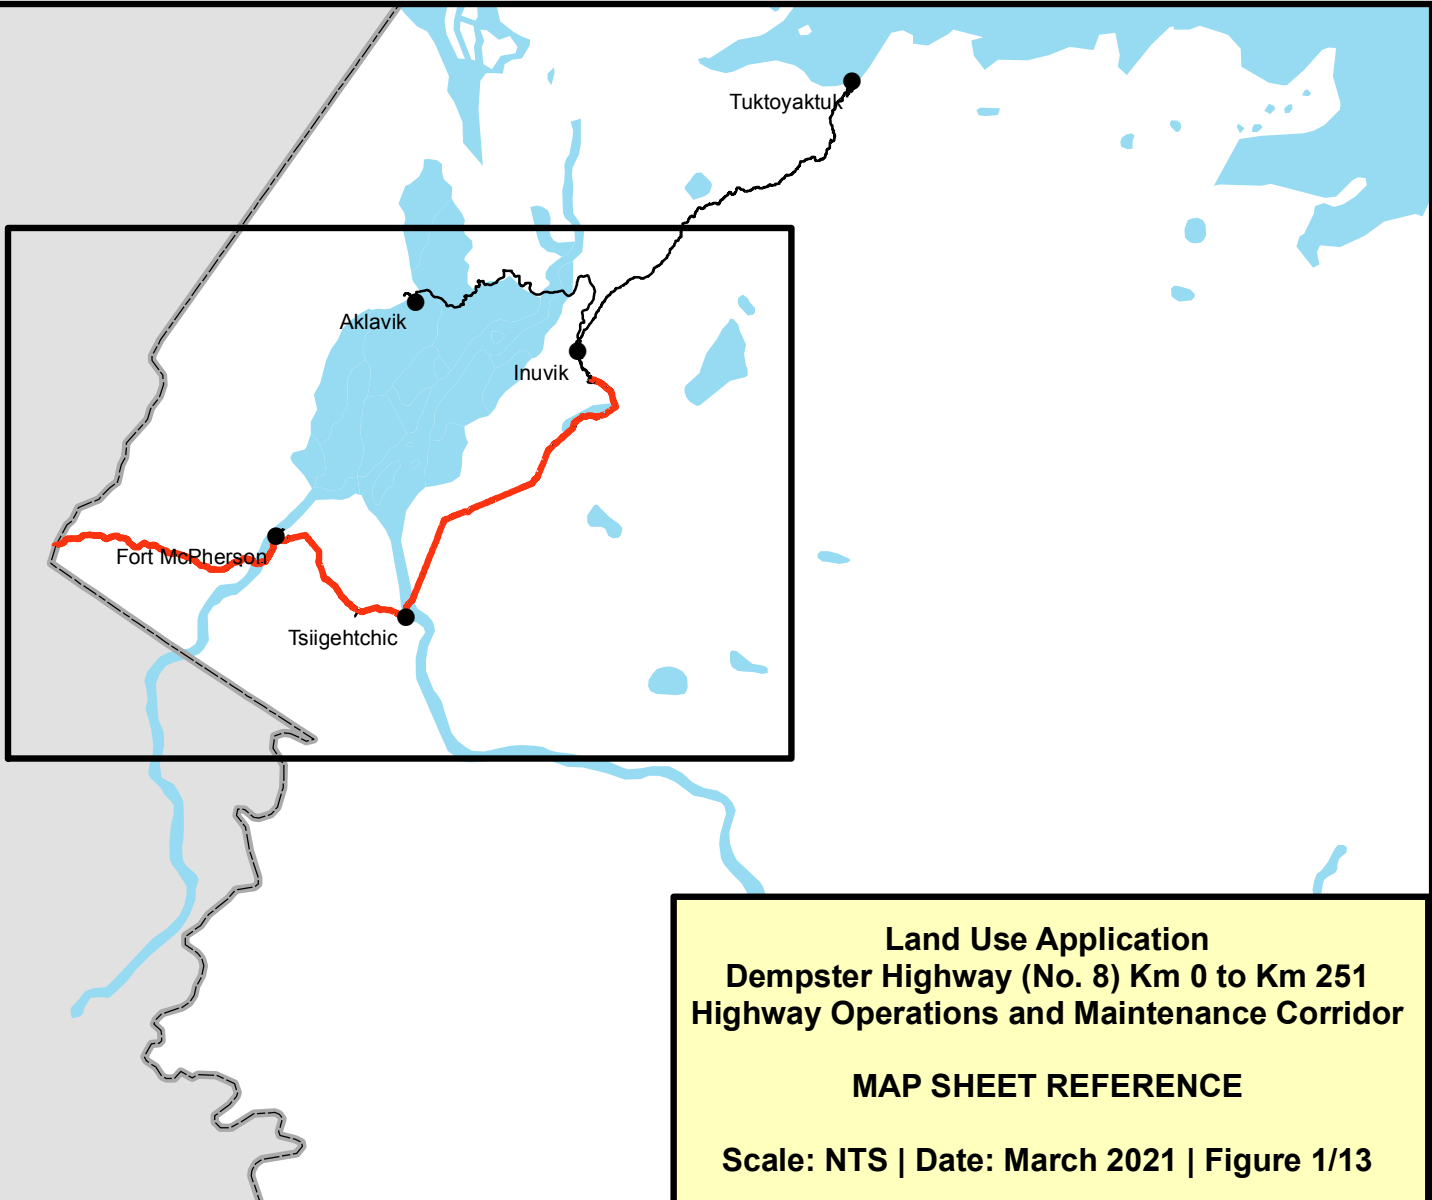 Tuktoyaktuk
Aklavik
Inuvik
Fort McPherson
Tsiigehtchic
Land Use Application
Dempster Highway (No. 8) Km 0 to Km 251
Highway Operations and Maintenance Corridor
MAP SHEET REFERENCE
Scale: NTS | Date: March 2021 | Figure 1/13